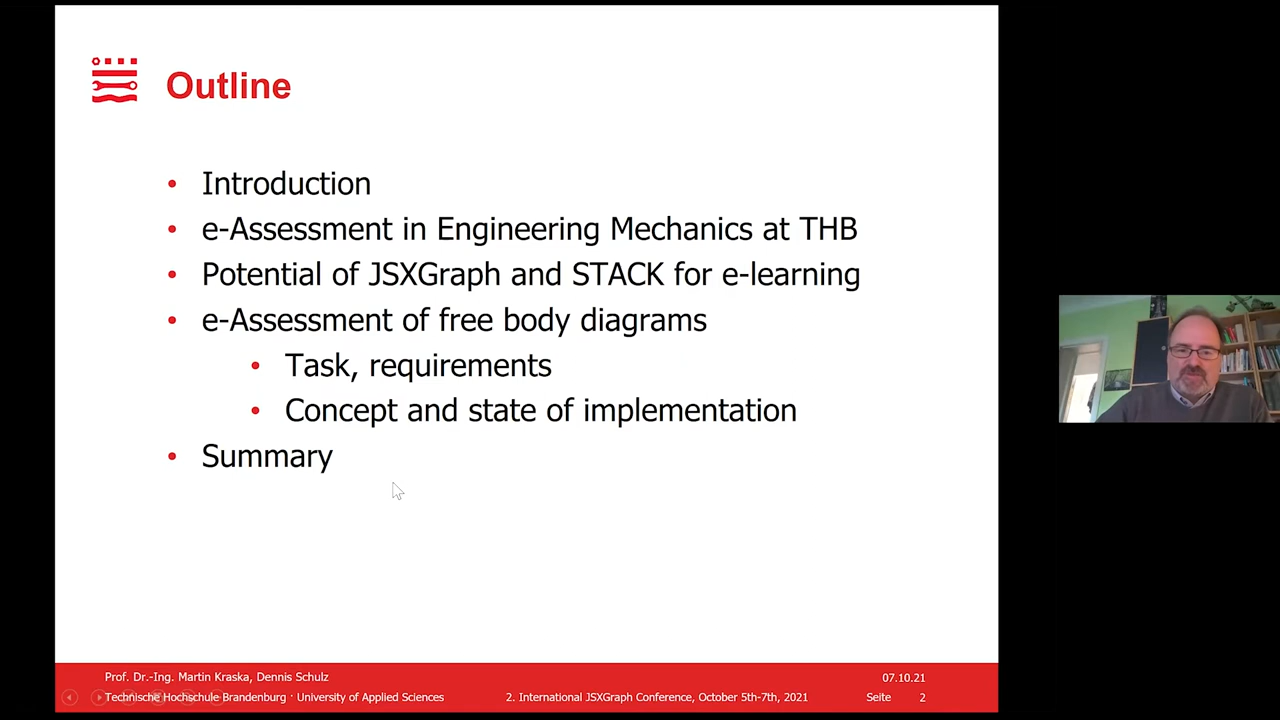 Outline
• Introduction
• e-Assessment in Engineering Mechanics at THB
• Potential of JSXGraph and STACK for e-learning
• e-Assessment of free body diagrams
• Task, requirements
• Concept and state of implementation
• Summary
Prof. Dr.-Ing. Martin Kraska, Dennis Schulz
07.10.21
Technische Hochschule Brandenburg · University of Applied Sciences
2. International JSXGraph Conference, October 5th-7th, 2021
Seite 2